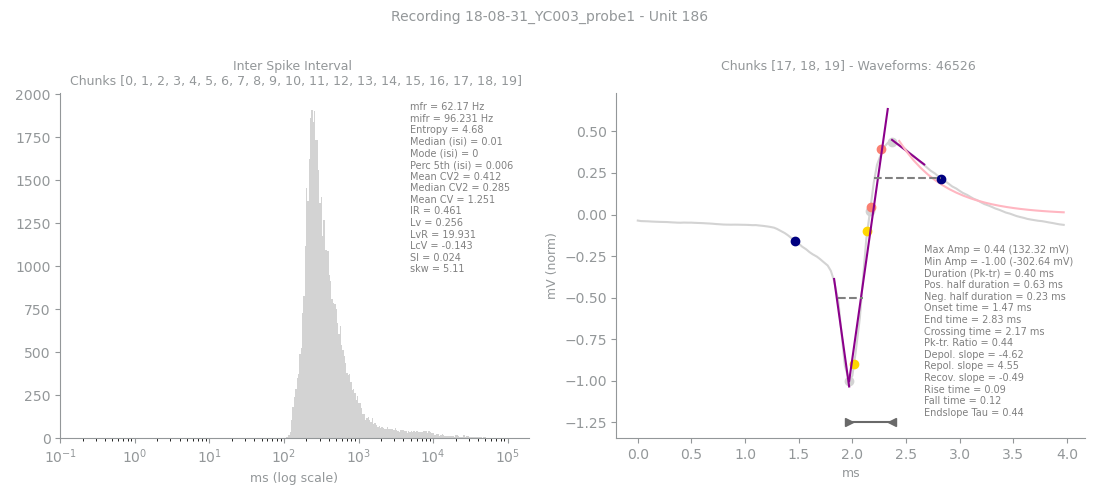 Recording 18-08-31_YC003_probe1 - Unit 186
Inter Spike Interval
Chunks [0, 1, 2, 3, 4, 5, 6, 7, 8, 9, 10, 11, 12, 13, 14, 15, 16, 17, 18, 19]
2000
1750
1500
1250
1000
750
500
250
0
mfr = 62.17 Hz
mifr = 96.231 Hz
Entropy = 4.68
Median (isi) = 0.01
Mode (isi) = 0
Perc 5th (isi) = 0.006
Mean CV2 = 0.412
Median CV2 = 0.285
Mean CV = 1.251
IR = 0.461
Lv = 0.256
LvR = 19.931
LcV = -0.143
SI = 0.024
skw = 5.11
10⁻¹ 10⁰ 10¹ 10² 10³ 10⁴ 10⁵
ms (log scale)
Chunks [17, 18, 19] - Waveforms: 46526
mV (norm)
0.50
0.25
0.00
−0.25
−0.50
−0.75
−1.00
−1.25
Max Amp = 0.44 (132.32 mV)
Min Amp = -1.00 (-302.64 mV)
Duration (Pk-tr) = 0.40 ms
Pos. half duration = 0.63 ms
Neg. half duration = 0.23 ms
Onset time = 1.47 ms
End time = 2.83 ms
Crossing time = 2.17 ms
Pk-tr. Ratio = 0.44
Depol. slope = -4.62
Repol. slope = 4.55
Recov. slope = -0.49
Rise time = 0.09
Fall time = 0.12
Endslope Tau = 0.44
0.0 0.5 1.0 1.5 2.0 2.5 3.0 3.5 4.0
ms